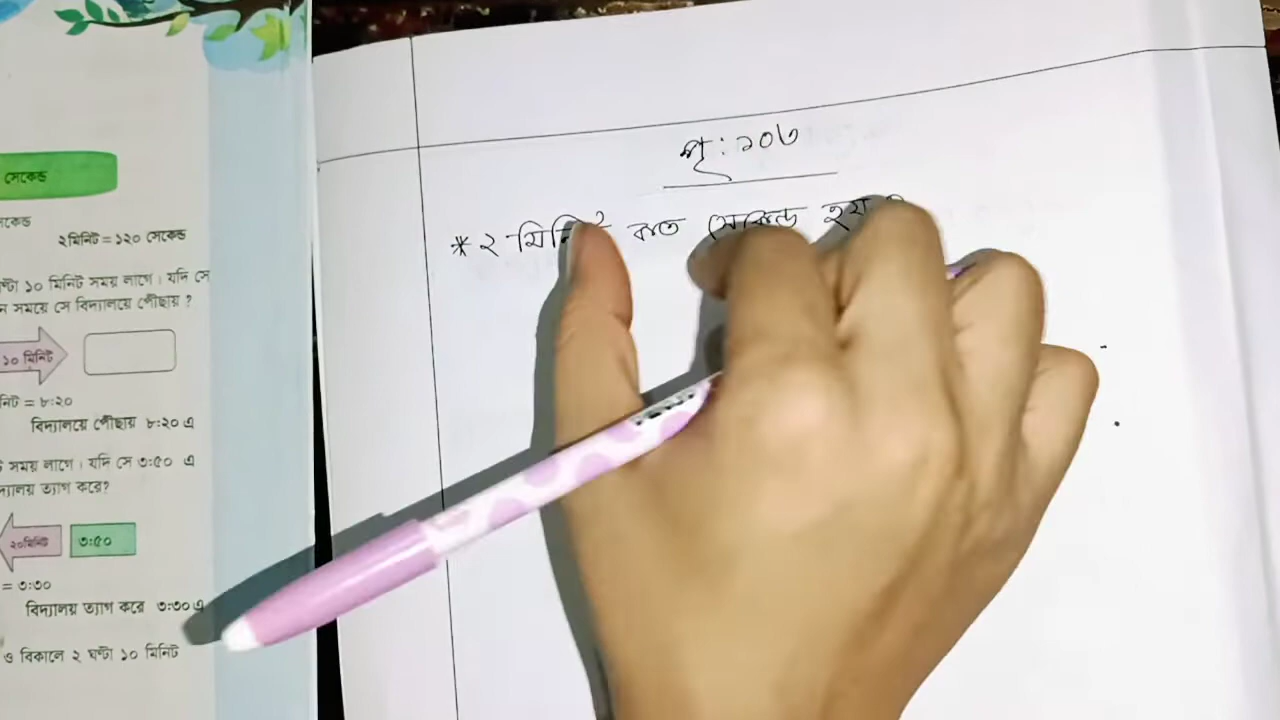 সেকেন্ড
কেন্ড
২মিনিট = ১২০ সেকেন্ড
ণ্টা ১০ মিনিট সময় লাগে। যদি সে
ন সময়ে সে বিদ্যালয়ে পৌঁছায় ?
১০ মিনিট
নিট = ৮:২০
বিদ্যালয়ে পৌঁছায় ৮:২০ এ
সময় লাগে। যদি সে ৩:৫০ এ
দ্যালয় ত্যাগ করে?
২০মিনিট ৩:৫০
= ৩:৩০
বিদ্যালয় ত্যাগ করে ৩:৩০ এ
ও বিকালে ২ ঘণ্টা ১০ মিনিট
পৃ: ১০৩
* ২ মিনিটে কত সেকেন্ড হয়